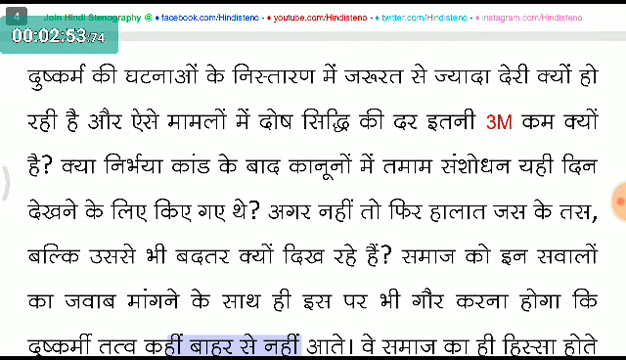 4 Join Hindi Stenography @ ♦ facebook.com/Hindisteno - ♦ youtube.com/Hindisteno - ♦ twitter.com/Hindisteno - ♦ instagram.com/Hindisteno
00:02:53/74
दुष्कर्म की घटनाओं के निस्तारण में जरूरत से ज्यादा देरी क्यों हो
रही है और ऐसे मामलों में दोष सिद्धि की दर इतनी 3M कम क्यों
है? क्या निर्भया कांड के बाद कानूनों में तमाम संशोधन यही दिन
देखने के लिए किए गए थे? अगर नहीं तो फिर हालात जस के तस,
बल्कि उससे भी बदतर क्यों दिख रहे हैं? समाज को इन सवालों
का जवाब मांगने के साथ ही इस पर भी गौर करना होगा कि
दुष्कर्मी तत्व कहीं बाहर से नहीं आते। वे समाज का ही हिस्सा होते